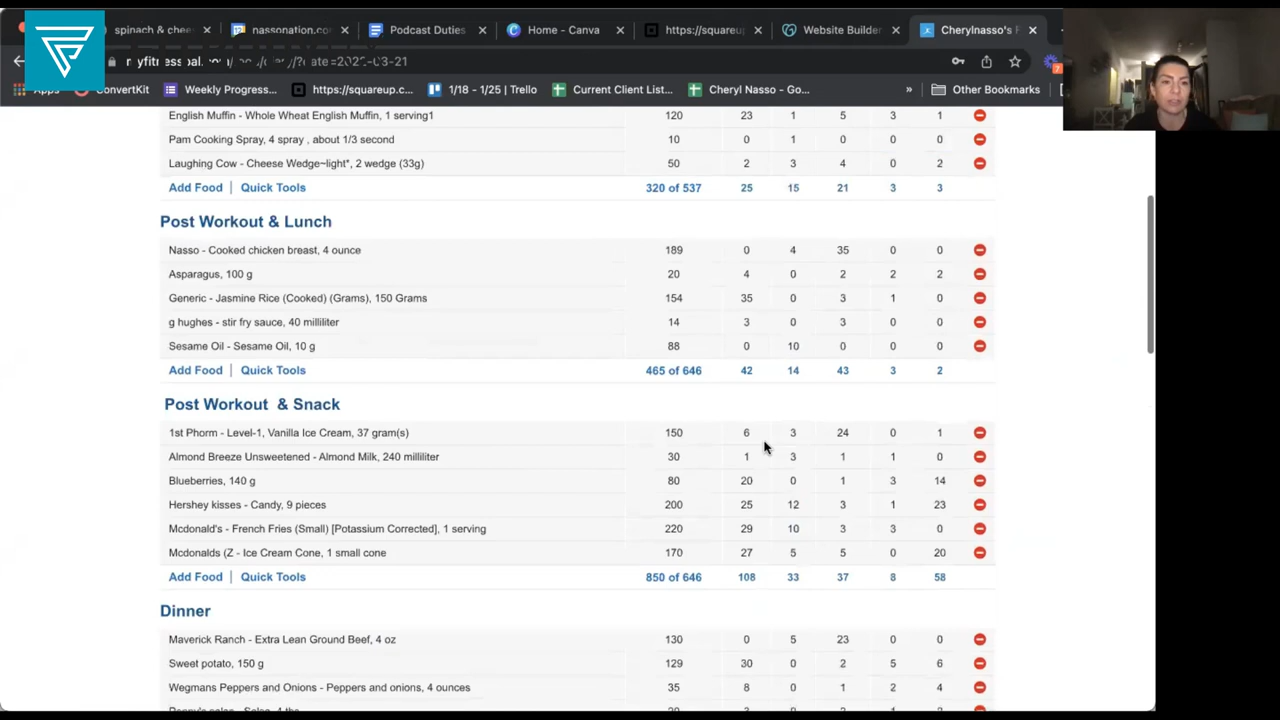 spinach & chee
nassonation.co
Podcast Duties
Home - Canva
https://squareup
Website Builder
Cherylnasso's F
Apps
ConvertKit
Weekly Progress...
https://squareup.c...
1/18 - 1/25 | Trello
Current Client List...
Cheryl Nasso - Go...
»
Other Bookmarks
English Muffin - Whole Wheat English Muffin, 1 serving1 120 23 1 5 3 1
Pam Cooking Spray, 4 spray , about 1/3 second 10 0 1 0 0 0
Laughing Cow - Cheese Wedge~light*, 2 wedge (33g) 50 2 3 4 0 2
Add Food | Quick Tools 320 of 537 25 15 21 3 3
Post Workout & Lunch
Nasso - Cooked chicken breast, 4 ounce 189 0 4 35 0 0
Asparagus, 100 g 20 4 0 2 2 2
Generic - Jasmine Rice (Cooked) (Grams), 150 Grams 154 35 0 3 1 0
g hughes - stir fry sauce, 40 milliliter 14 3 0 3 0 0
Sesame Oil - Sesame Oil, 10 g 88 0 10 0 0 0
Add Food | Quick Tools 465 of 646 42 14 43 3 2
Post Workout & Snack
1st Phorm - Level-1, Vanilla Ice Cream, 37 gram(s) 150 6 3 24 0 1
Almond Breeze Unsweetened - Almond Milk, 240 milliliter 30 1 3 1 1 0
Blueberries, 140 g 80 20 0 1 3 14
Hershey kisses - Candy, 9 pieces 200 25 12 3 1 23
Mcdonald's - French Fries (Small) [Potassium Corrected], 1 serving 220 29 10 3 3 0
Mcdonalds (Z - Ice Cream Cone, 1 small cone 170 27 5 5 0 20
Add Food | Quick Tools 850 of 646 108 33 37 8 58
Dinner
Maverick Ranch - Extra Lean Ground Beef, 4 oz 130 0 5 23 0 0
Sweet potato, 150 g 129 30 0 2 5 6
Wegmans Peppers and Onions - Peppers and onions, 4 ounces 35 8 0 1 2 4